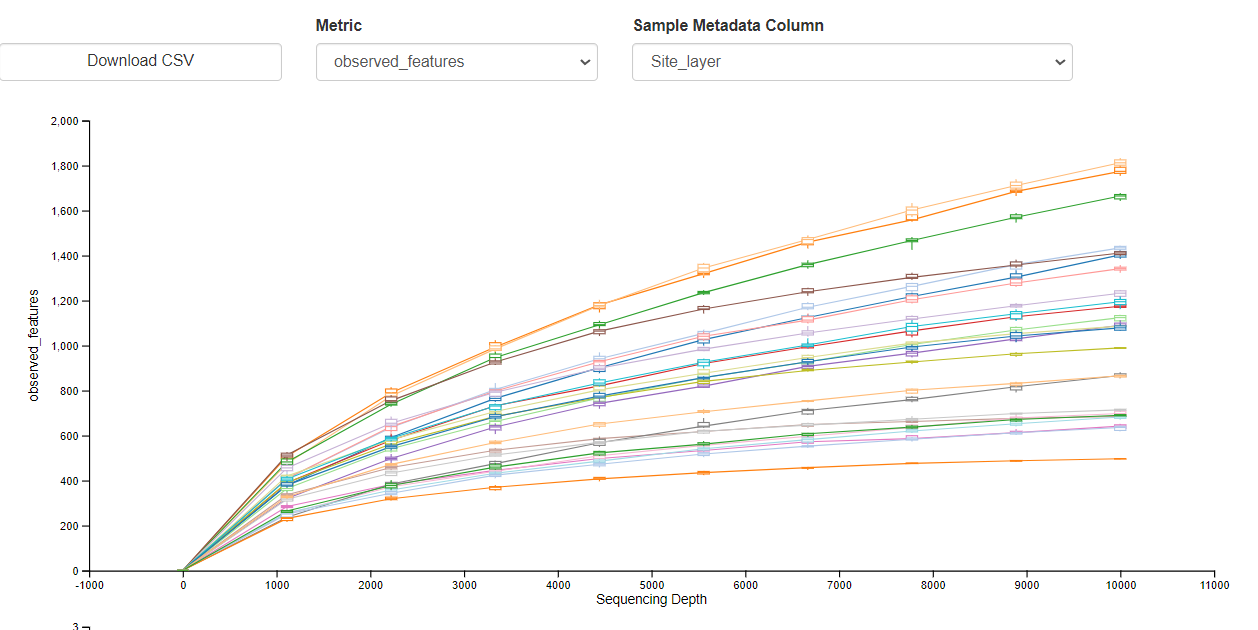 Metric
Sample Metadata Column
Download CSV
observed_features
Site_layer
2,000
1,800
1,600
1,400
1,200
1,000
800
600
400
200
0
observed_features
-1000 0 1000 2000 3000 4000 5000 6000 7000 8000 9000 10000 11000
Sequencing Depth
3